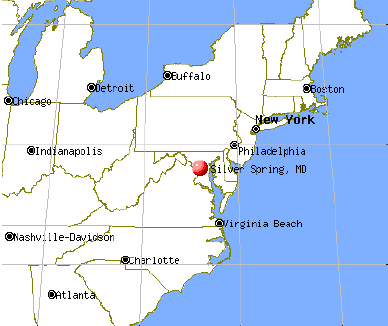 Buffalo
Detroit
Boston
Chicago
New York
Indianapolis
Philadelphia
Silver Spring, MD
Virginia Beach
Nashville-Davidson
Charlotte
Atlanta